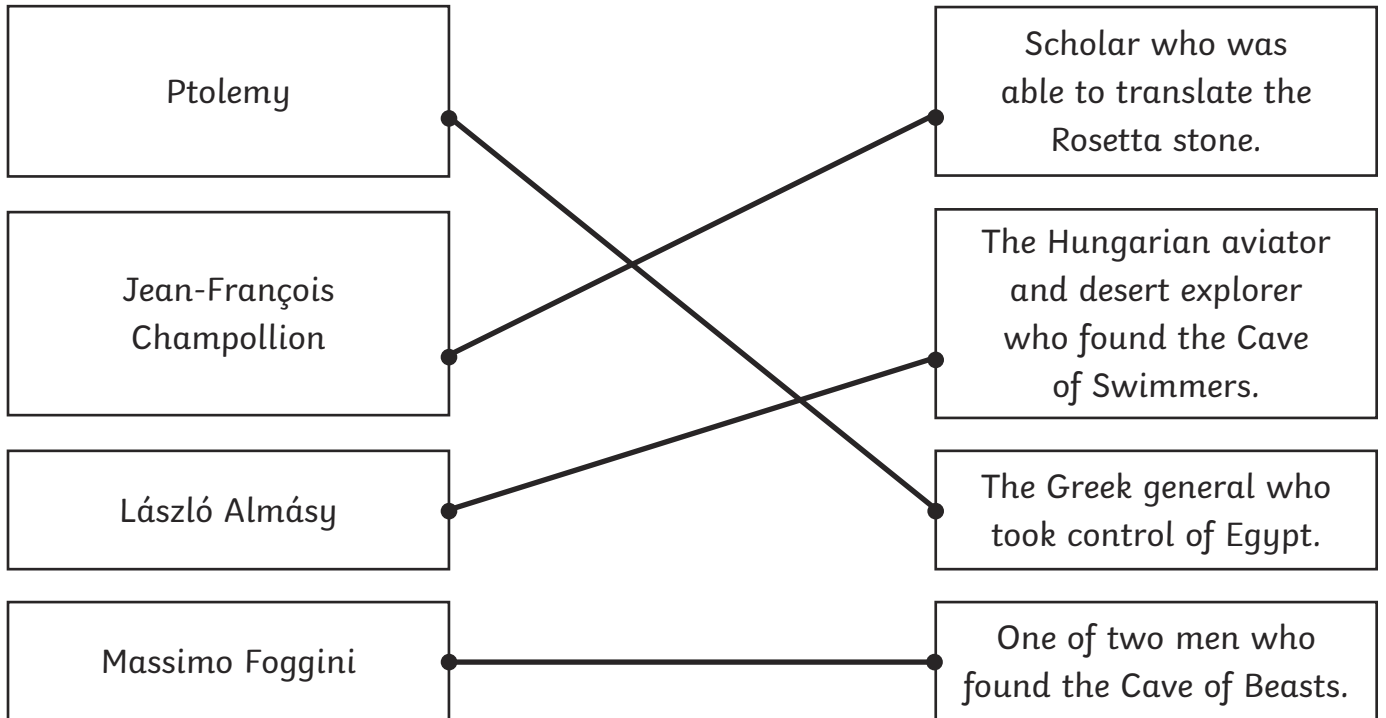 Ptolemy
Jean-François
Champollion
László Almásy
Massimo Foggini
Scholar who was
able to translate the
Rosetta stone.
The Hungarian aviator
and desert explorer
who found the Cave
of Swimmers.
The Greek general who
took control of Egypt.
One of two men who
found the Cave of Beasts.